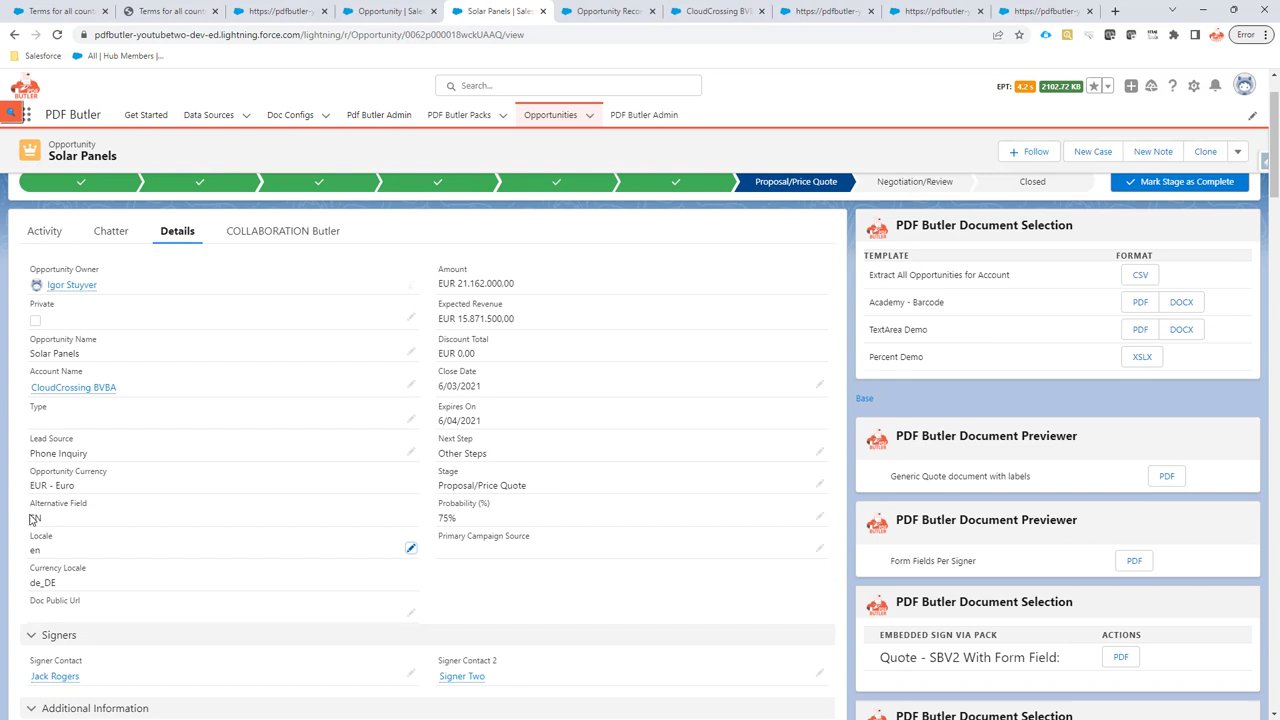 Terms for all count
Terms for all count
https://pdfbutler-y
Opportunity | Sale
Solar Panels | Sales
Opportunity Reco
CloudCrossing BV
https://pdfbutler-y
https://pdfbutler-y
https://pdfbutler-y
pdfbutler-youtubetwo-dev-ed.lightning.force.com/lightning/r/Opportunity/0062p000018wckUAAQ/view
Error
Salesforce
All | Hub Members |...
PDF BUTLER
Search...
EPT: 4.2 s 2102.72 KB
PDF Butler
Get Started
Data Sources
Doc Configs
Pdf Butler Admin
PDF Butler Packs
Opportunities
PDF Butler Admin
Opportunity
Solar Panels
Follow
New Case
New Note
Clone
Proposal/Price Quote
Negotiation/Review
Closed
Mark Stage as Complete
Activity
Chatter
Details
COLLABORATION Butler
Opportunity Owner
Igor Stuyver
Private
Opportunity Name
Solar Panels
Account Name
CloudCrossing BVBA
Type
Lead Source
Phone Inquiry
Opportunity Currency
EUR - Euro
Alternative Field
Locale
en
Currency Locale
de_DE
Doc Public Url
Amount
EUR 21.162.000,00
Expected Revenue
EUR 15.871.500,00
Discount Total
EUR 0,00
Close Date
6/03/2021
Expires On
6/04/2021
Next Step
Other Steps
Stage
Proposal/Price Quote
Probability (%)
75%
Primary Campaign Source
Signers
Signer Contact
Jack Rogers
Signer Contact 2
Signer Two
Additional Information
PDF Butler Document Selection
TEMPLATE FORMAT
Extract All Opportunities for Account CSV
Academy - Barcode PDF DOCX
TextArea Demo PDF DOCX
Percent Demo XSLX
Base
PDF Butler Document Previewer
Generic Quote document with labels PDF
PDF Butler Document Previewer
Form Fields Per Signer PDF
PDF Butler Document Selection
EMBEDDED SIGN VIA PACK ACTIONS
Quote - SBV2 With Form Field: PDF
PDF Butler Document Selection